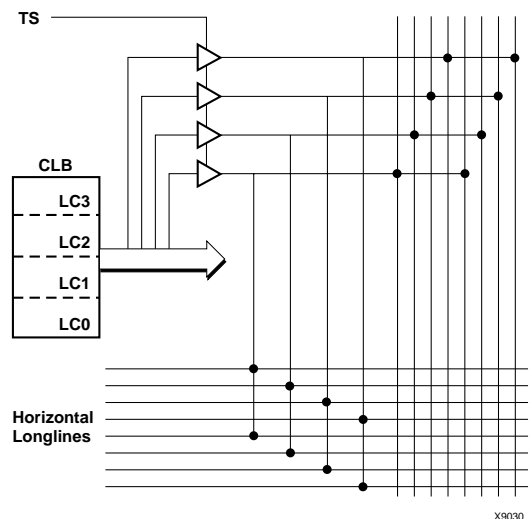 TS
CLB
LC3
LC2
LC1
LC0
Horizontal
Longlines
X9030